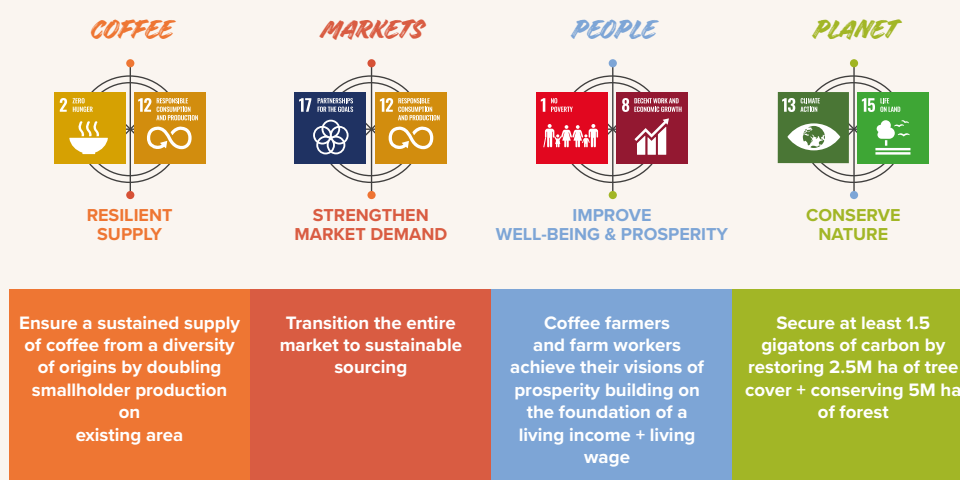 COFFEE
MARKETS
PEOPLE
PLANET
2 ZERO
HUNGER
12 RESPONSIBLE
CONSUMPTION
AND PRODUCTION
17 PARTNERSHIPS
FOR THE GOALS
12 RESPONSIBLE
CONSUMPTION
AND PRODUCTION
1 NO
POVERTY
8 DECENT WORK AND
ECONOMIC GROWTH
13 CLIMATE
ACTION
15 LIFE
ON LAND
RESILIENT
SUPPLY
STRENGTHEN
MARKET DEMAND
IMPROVE
WELL-BEING & PROSPERITY
CONSERVE
NATURE
Ensure a sustained supply
of coffee from a diversity
of origins by doubling
smallholder production
on
existing area
Transition the entire
market to sustainable
sourcing
Coffee farmers
and farm workers
achieve their visions of
prosperity building on
the foundation of a
living income + living
wage
Secure at least 1.5
gigatons of carbon by
restoring 2.5M ha of tree
cover + conserving 5M ha
of forest